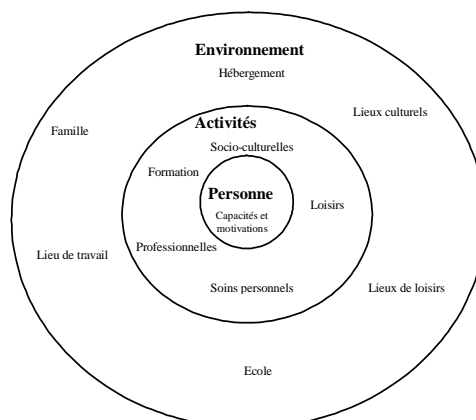 Environnement
Hébergement
Lieux culturels
Famille
Activités
Socio-culturelles
Formation
Personne
Loisirs
Capacités et
motivations
Professionnelles
Lieu de travail
Soins personnels
Lieux de loisirs
Ecole